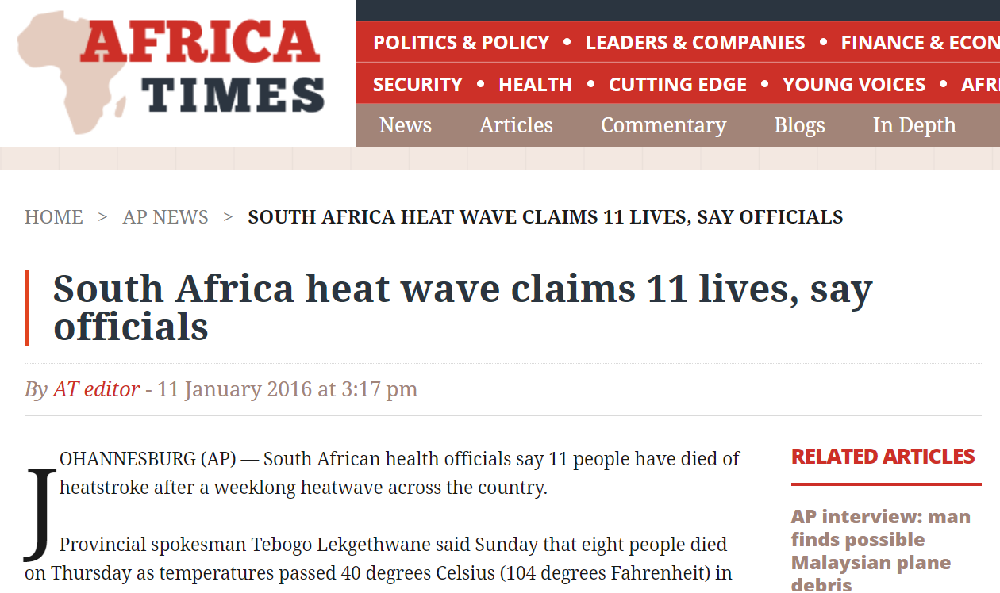 AFRICA
TIMES
POLITICS & POLICY • LEADERS & COMPANIES • FINANCE &
SECURITY • HEALTH • CUTTING EDGE • YOUNG VOICES •
News Articles Commentary Blogs In Depth
HOME > AP NEWS > SOUTH AFRICA HEAT WAVE CLAIMS 11 LIVES, SAY OFFICIALS
South Africa heat wave claims 11 lives, say
officials
By AT editor - 11 January 2016 at 3:17 pm
JOHANNESBURG (AP) — South African health officials say 11 people have died of
heatstroke after a weeklong heatwave across the country.
Provincial spokesman Tebogo Lekgethwane said Sunday that eight people died
on Thursday as temperatures passed 40 degrees Celsius (104 degrees Fahrenheit) in
RELATED ARTICLES
AP interview: man
finds possible
Malaysian plane
debris